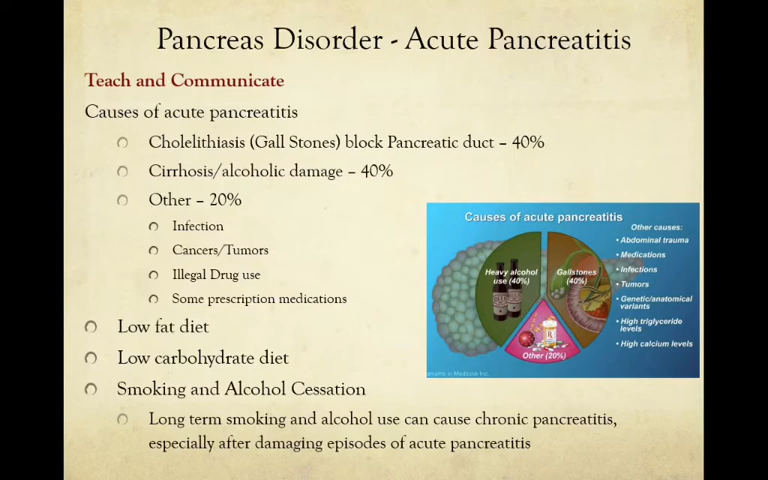 Pancreas Disorder - Acute Pancreatitis
Teach and Communicate
Causes of acute pancreatitis
Cholelithiasis (Gall Stones) block Pancreatic duct – 40%
Cirrhosis/alcoholic damage – 40%
Other – 20%
Infection
Cancers/Tumors
Illegal Drug use
Some prescription medications
Low fat diet
Low carbohydrate diet
Smoking and Alcohol Cessation
Long term smoking and alcohol use can cause chronic pancreatitis,
especially after damaging episodes of acute pancreatitis
Causes of acute pancreatitis
Heavy alcohol
use (40%)
Gallstones
(40%)
Other (20%)
Other causes:
• Abdominal trauma
• Medications
• Infections
• Tumors
• Genetic/anatomical
variants
• High triglyceride
levels
• High calcium levels
in Medicine Inc.